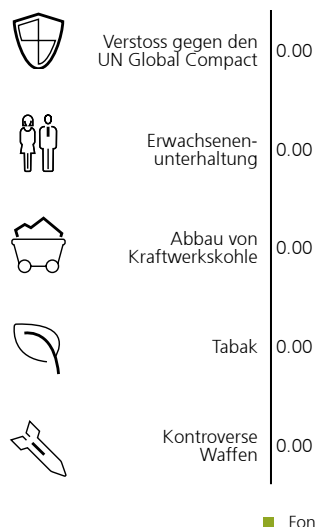 Verstoss gegen den
UN Global Compact
0.00
Erwachsenen-
unterhaltung
0.00
Abbau von
Kraftwerkskohle
0.00
Tabak
0.00
Kontroverse
Waffen
0.00
Fon